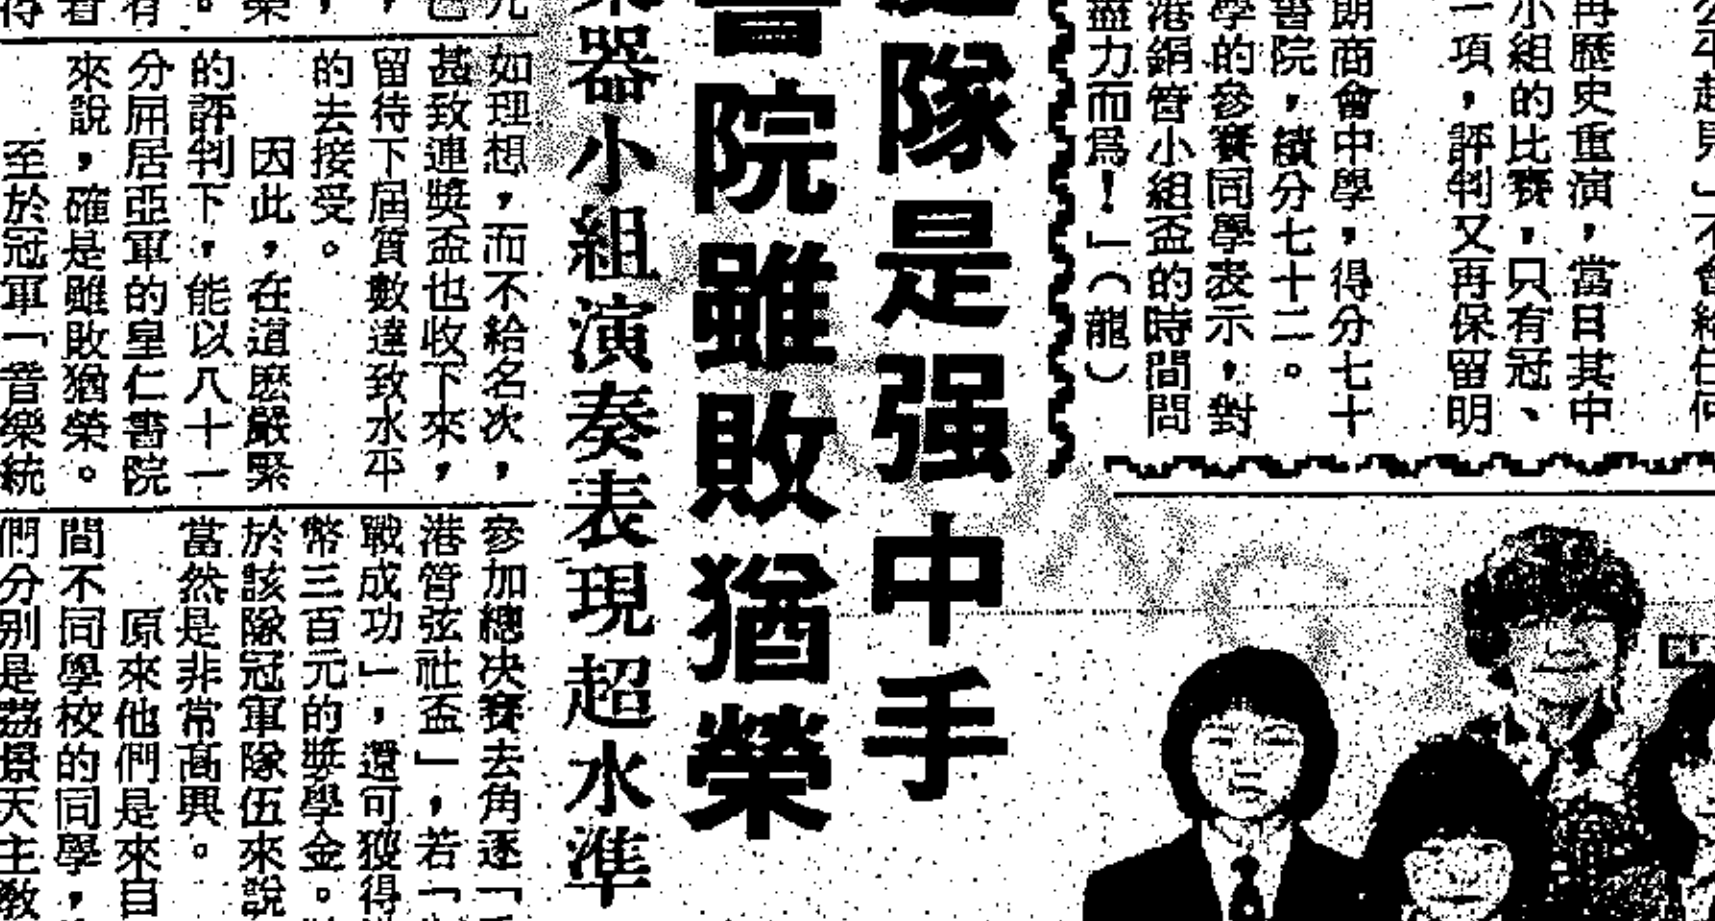 再歷史重演，當日其中
小組的比賽，只有冠、
一項，評判又再保留明
朗商會中學，得分七十
書院，績分七十二。
學的參賽同學表示，對
港銅管小組盃的時間問
盡力而爲！」（龍）
隊是强中手
書院雖敗猶榮
器小組演奏表現超水準
如理想，而不給名次，
甚致連獎盃也收下來，
留待下屆質數達致水平
的去接受。
因此，在這麽嚴緊
的評判下，能以八十一
分屈居亞軍的皇仁書院
來說，確是雖敗猶榮。
至於冠軍「音樂統
參加總决賽去角逐「
港管弦社盃」，若「
戰成功」，還可獲得
幣三百元的獎學金。
於該隊冠軍隊伍來說
當然是非常高興。
原來他們是來自
間不同學校的同學，
們分別是荔景天主教